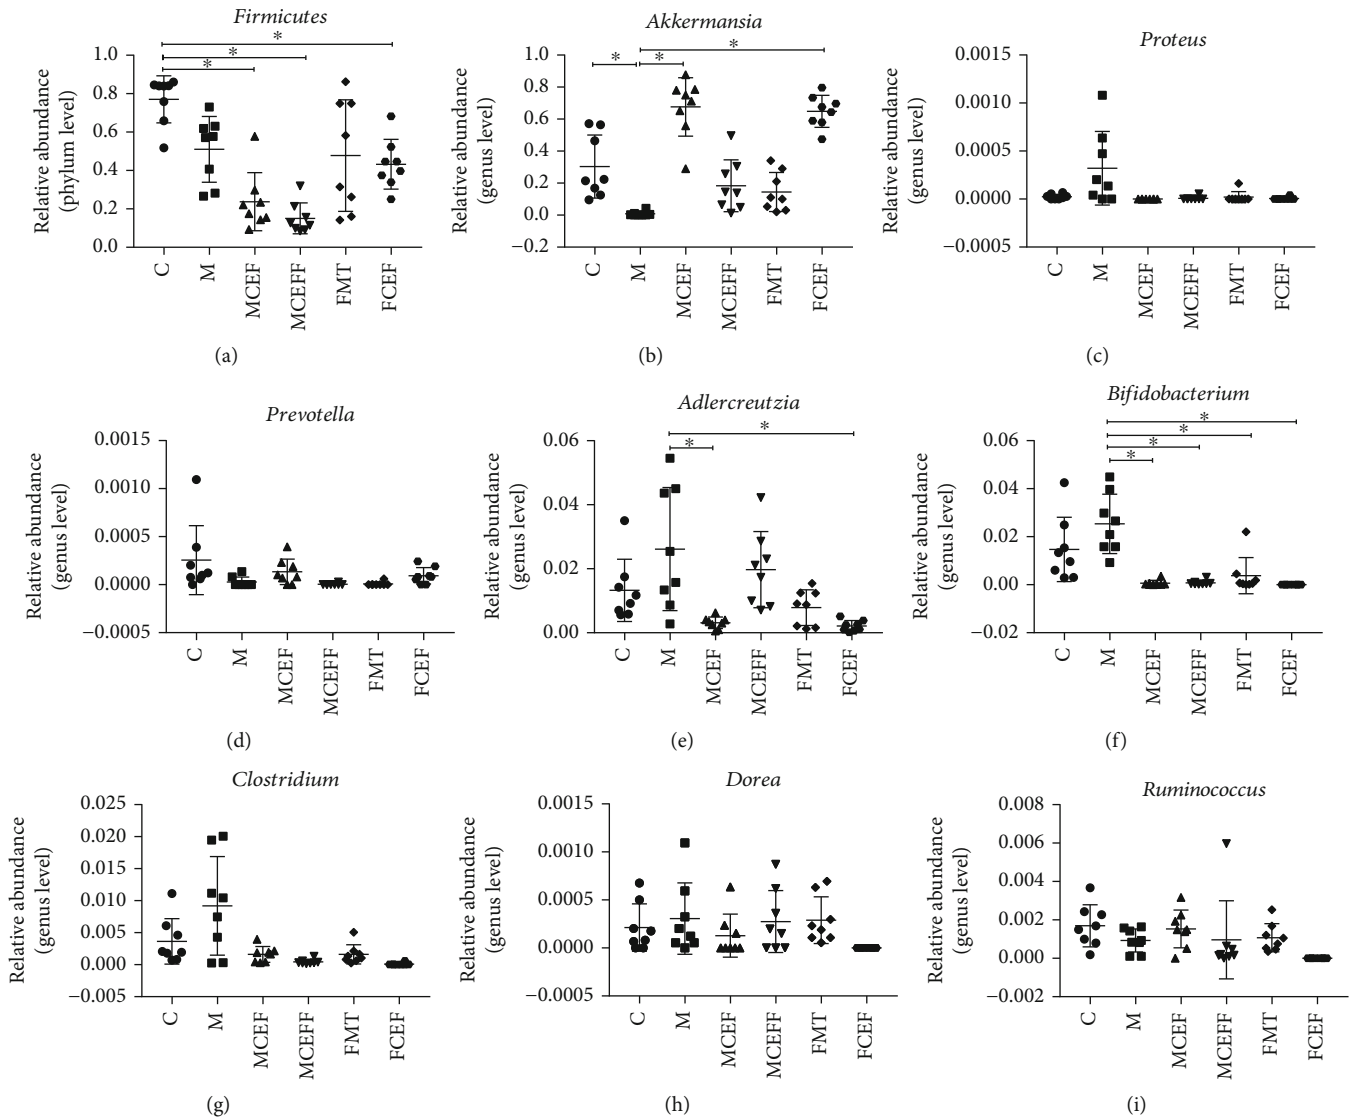 Firmicutes
* 
*
*
Relative abundance
(phylum level)
1.0
0.8
0.6
0.4
0.2
0.0
C
M
MCEF
MCEFF
FMT
FCEF
(a)
Akkermansia
*
* *
Relative abundance
(genus level)
1.0
0.8
0.6
0.4
0.2
0.0
−0.2
C
M
MCEF
MCEFF
FMT
FCEF
(b)
Proteus
Relative abundance
(genus level)
0.0015
0.0010
0.0005
0.0000
−0.0005
C
M
MCEF
MCEFF
FMT
FCEF
(c)
Prevotella
Relative abundance
(genus level)
0.0015
0.0010
0.0005
0.0000
−0.0005
C
M
MCEF
MCEFF
FMT
FCEF
(d)
Adlercreutzia
*
*
Relative abundance
(genus level)
0.06
0.04
0.02
0.00
C
M
MCEF
MCEFF
FMT
FCEF
(e)
Bifidobacterium
*
*
*
*
Relative abundance
(genus level)
0.06
0.04
0.02
0.00
−0.02
C
M
MCEF
MCEFF
FMT
FCEF
(f)
Clostridium
Relative abundance
(genus level)
0.025
0.020
0.015
0.010
0.005
0.000
−0.005
C
M
MCEF
MCEFF
FMT
FCEF
(g)
Dorea
Relative abundance
(genus level)
0.0015
0.0010
0.0005
0.0000
−0.0005
C
M
MCEF
MCEFF
FMT
FCEF
(h)
Ruminococcus
Relative abundance
(genus level)
0.008
0.006
0.004
0.002
0.000
−0.002
C
M
MCEF
MCEFF
FMT
FCEF
(i)